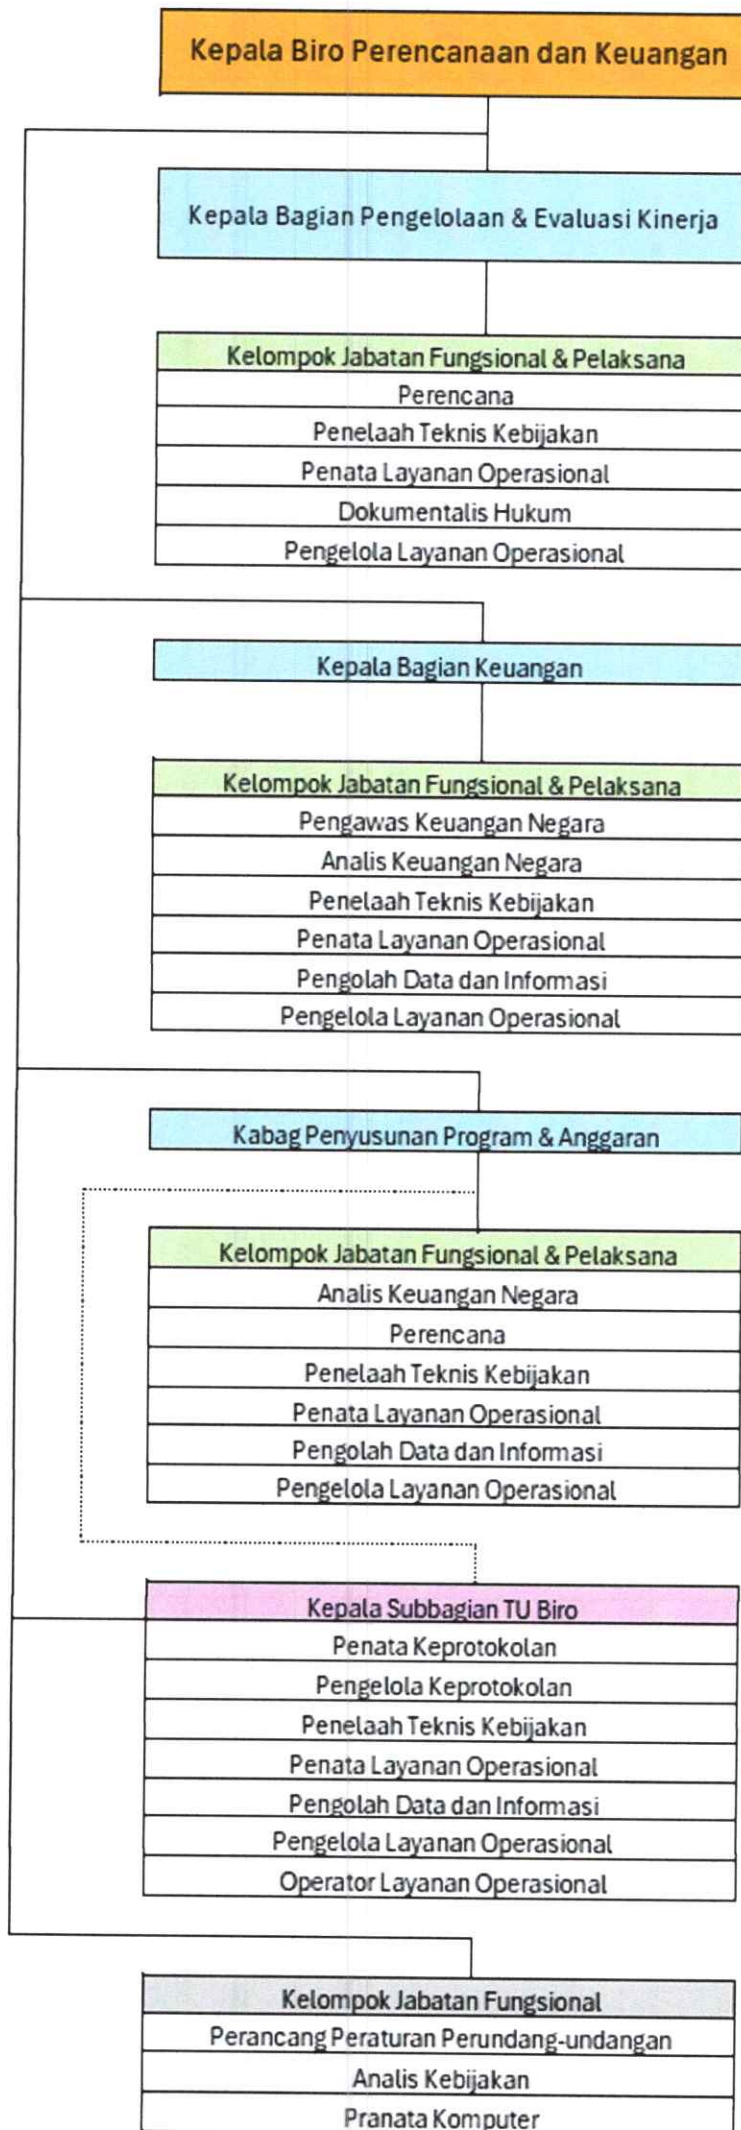 Kepala Biro Perencanaan dan Keuangan
Kepala Bagian Pengelolaan & Evaluasi Kinerja
Kelompok Jabatan Fungsional & Pelaksana
Perencana
Penelaah Teknis Kebijakan
Penata Layanan Operasional
Dokumentalis Hukum
Pengelola Layanan Operasional
Kepala Bagian Keuangan
Kelompok Jabatan Fungsional & Pelaksana
Pengawas Keuangan Negara
Analis Keuangan Negara
Penelaah Teknis Kebijakan
Penata Layanan Operasional
Pengolah Data dan Informasi
Pengelola Layanan Operasional
Kabag Penyusunan Program & Anggaran
Kelompok Jabatan Fungsional & Pelaksana
Analis Keuangan Negara
Perencana
Penelaah Teknis Kebijakan
Penata Layanan Operasional
Pengolah Data dan Informasi
Pengelola Layanan Operasional
Kepala Subbagian TU Biro
Penata Keprotokolan
Pengelola Keprotokolan
Penelaah Teknis Kebijakan
Penata Layanan Operasional
Pengolah Data dan Informasi
Pengelola Layanan Operasional
Operator Layanan Operasional
Kelompok Jabatan Fungsional
Perancang Peraturan Perundang-undangan
Analis Kebijakan
Pranata Komputer